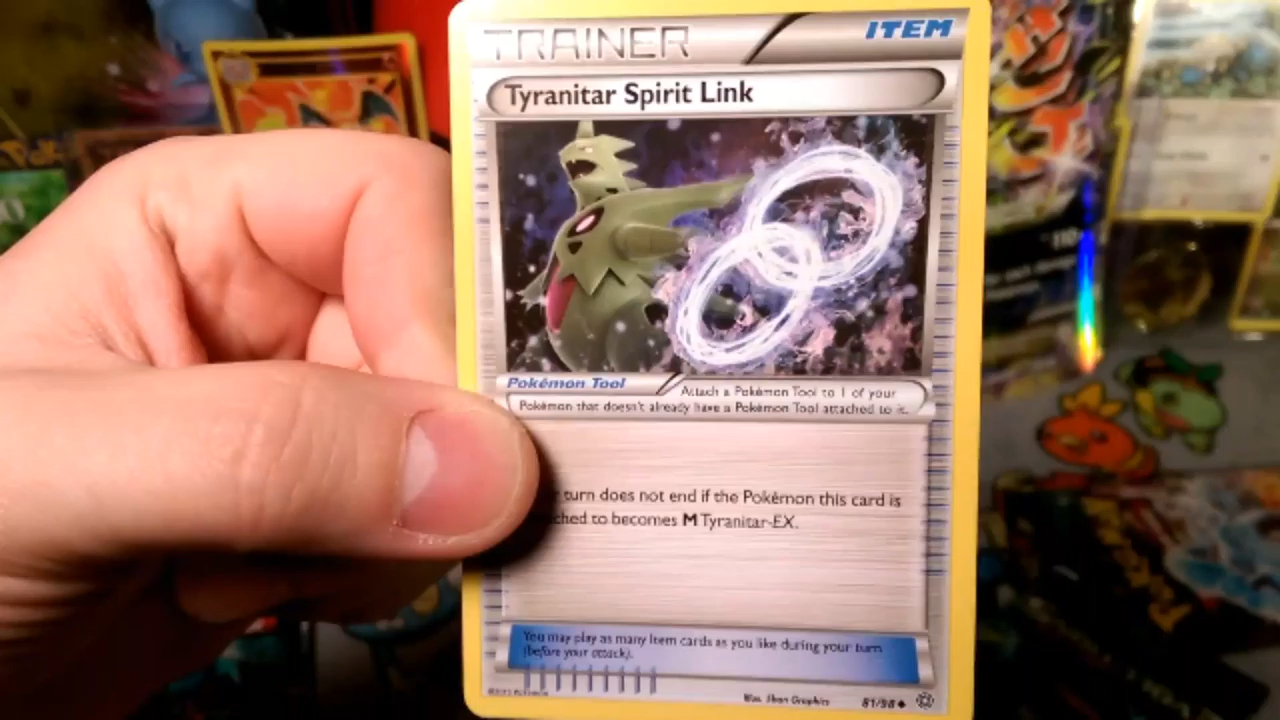 TRAINER
ITEM
Tyranitar Spirit Link
Pokémon Tool
Attach a Pokémon Tool to 1 of your
Pokémon that doesn't already have a Pokémon Tool attached to it.
turn does not end if the Pokémon this card is
ched to becomes M Tyranitar-EX.
You may play as many Item cards as you like during your turn
(before your attack).
81/98
110